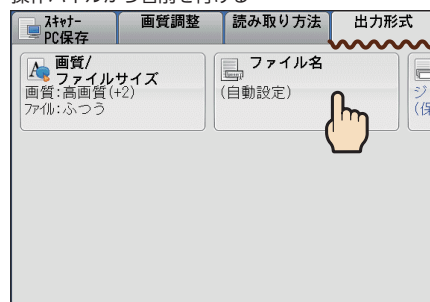 操作パネルから名前を付ける
ｽｷｬﾅｰ
PC保存
画質調整
読み取り方法
出力形式
画質/
ファイルサイズ
画質:高画質(+2)
ﾌｧｲﾙ:ふつう
ファイル名
(自動設定)
ジ
(保